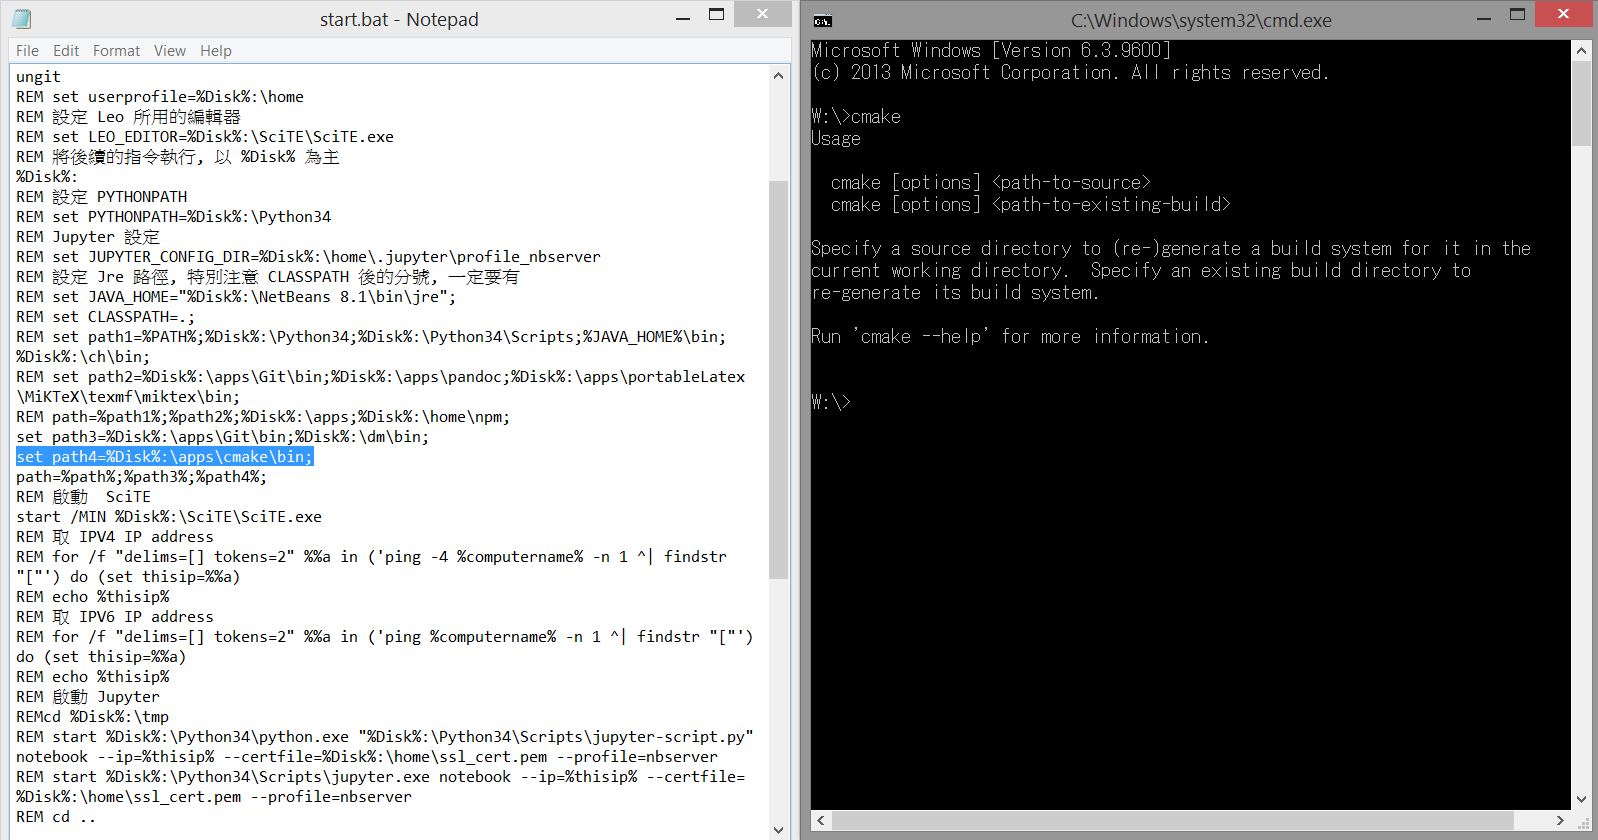 start.bat - Notepad
File Edit Format View Help
ungit
REM set userprofile=%Disk%:\home
REM 設定 Leo 所用的編輯器
REM set LEO_EDITOR=%Disk%:\SciTE\SciTE.exe
REM 將後續的指令執行, 以 %Disk% 為主
%Disk%:
REM 設定 PYTHONPATH
REM set PYTHONPATH=%Disk%:\Python34
REM Jupyter 設定
REM set JUPYTER_CONFIG_DIR=%Disk%:\home\.jupyter\profile_nbserver
REM 設定 Jre 路徑, 特別注意 CLASSPATH 後的分號, 一定要有
REM set JAVA_HOME="%Disk%:\NetBeans 8.1\bin\jre";
REM set CLASSPATH=.;
REM set path1=%PATH%;%Disk%:\Python34;%Disk%:\Python34\Scripts;%JAVA_HOME%\bin;
%Disk%:\ch\bin;
REM set path2=%Disk%:\apps\Git\bin;%Disk%:\apps\pandoc;%Disk%:\apps\portableLatex
\MiKTeX\texmf\miktex\bin;
REM path=%path1%;%path2%;%Disk%:\apps;%Disk%:\home\npm;
set path3=%Disk%:\apps\Git\bin;%Disk%:\dm\bin;
set path4=%Disk%:\apps\cmake\bin;
path=%path%;%path3%;%path4%;
REM 啟動  SciTE
start /MIN %Disk%:\SciTE\SciTE.exe
REM 取 IPV4 IP address
REM for /f "delims=[] tokens=2" %%a in ('ping -4 %computername% -n 1 ^| findstr
"["') do (set thisip=%%a)
REM echo %thisip%
REM 取 IPV6 IP address
REM for /f "delims=[] tokens=2" %%a in ('ping %computername% -n 1 ^| findstr "["')
do (set thisip=%%a)
REM echo %thisip%
REM 啟動 Jupyter
REMcd %Disk%:\tmp
REM start %Disk%:\Python34\python.exe "%Disk%:\Python34\Scripts\jupyter-script.py"
notebook --ip=%thisip% --certfile=%Disk%:\home\ssl_cert.pem --profile=nbserver
REM start %Disk%:\Python34\Scripts\jupyter.exe notebook --ip=%thisip% --certfile=
%Disk%:\home\ssl_cert.pem --profile=nbserver
REM cd ..
C:\Windows\system32\cmd.exe
Microsoft Windows [Version 6.3.9600]
(c) 2013 Microsoft Corporation. All rights reserved.
W:\>cmake
Usage
cmake [options] <path-to-source>
cmake [options] <path-to-existing-build>
Specify a source directory to (re-)generate a build system for it in the
current working directory.  Specify an existing build directory to
re-generate its build system.
Run 'cmake --help' for more information.
W:\>